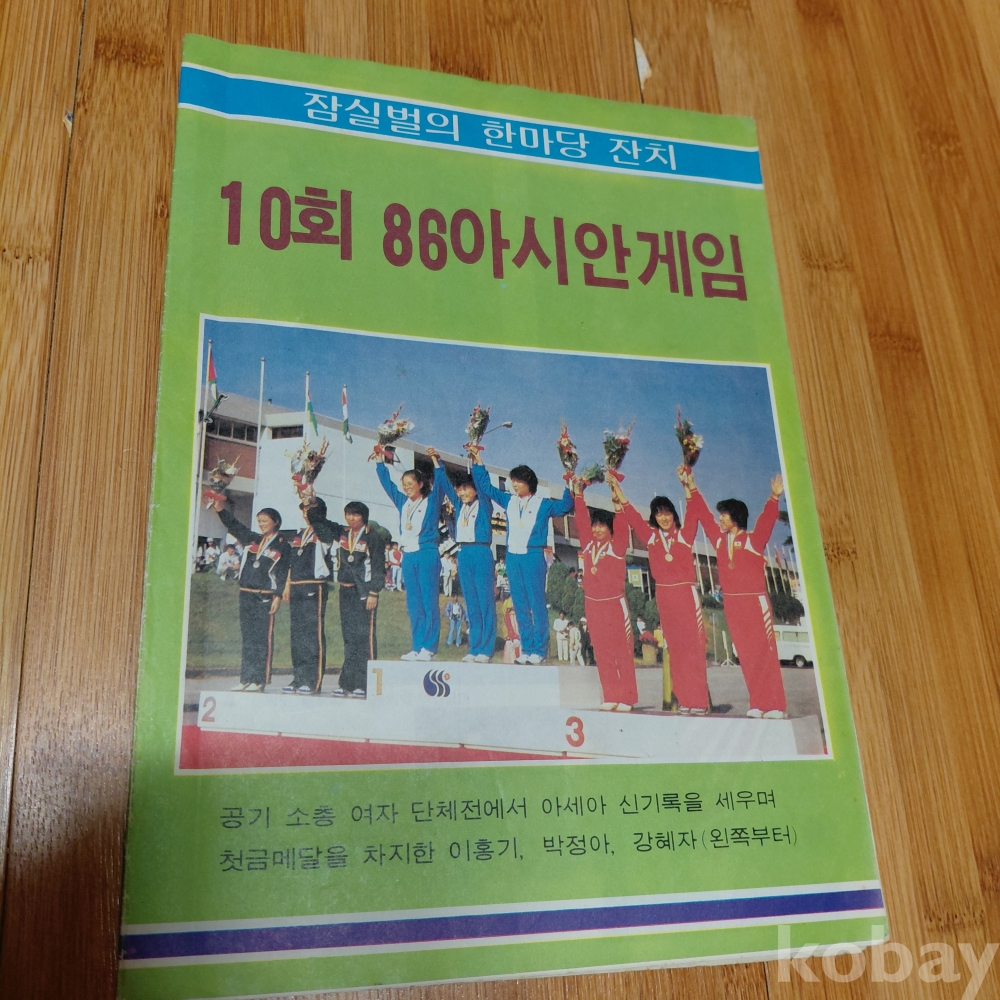 잠실벌의 한마당 잔치
10회 86아시안게임
2
1
3
공기 소총 여자 단체전에서 아세아 신기록을 세우며
첫금메달을 차지한 이홍기, 박정아, 강혜자(왼쪽부터)
kobay